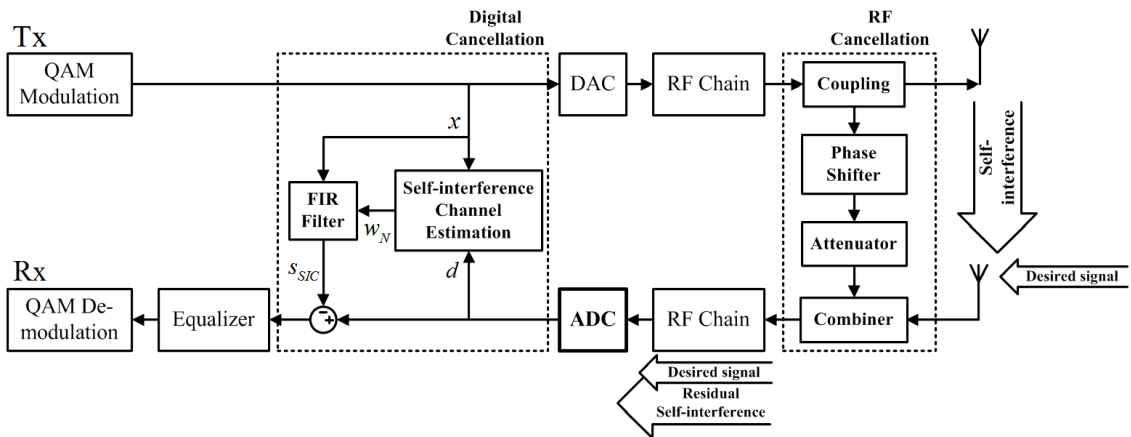 Tx
Digital
Cancellation
RF
Cancellation
QAM
Modulation
DAC
RF Chain
Coupling
x
Phase
Shifter
Self-
interference
FIR
Filter
Self-interference
Channel
Estimation
w_N
Attenuator
s_SIC
d
Rx
Desired signal
QAM De-
modulation
Equalizer
- +
ADC
RF Chain
Combiner
Desired signal
Residual
Self-interference